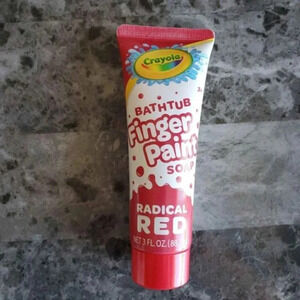 Crayola
BATHTUB
Finger
Paint
SOAP
RADICAL
RED
NET 3 FL.OZ.(88